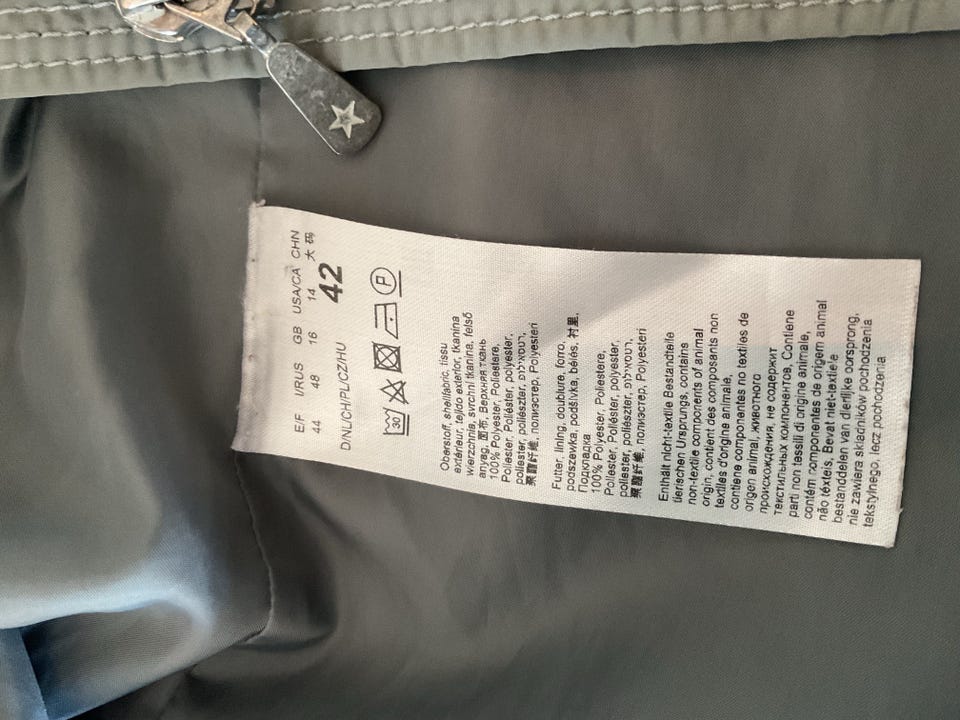 E/F I/RUS GB USA/CA CHN
44 48 16 14 大码
D/NL/CH/PL/CZ/HU 42
30 P
Oberstoff, shellfabric, tissu
extérieur, tejido exterior, tkanina
wierzchnia, svrchní tkanina, felső
anyag, 面布, Верхняя ткань
100% Polyester, Poliestere,
Poliester, Poliéster, polyester,
poliester, poliészter, פוליאסטר,
聚酯纤维, полиэстер, Polyesteri
Futter, lining, doublure, forro,
podszewka, podšívka, bélés, 衬里,
Подкладка
100% Polyester, Poliestere,
Poliester, Poliéster, polyester,
poliester, poliészter, פוליאסטר,
聚酯纤维, полиэстер, Polyesteri
Enthält nicht-textile Bestandteile
tierischen Ursprungs, contains
non-textile components of animal
origin, contient des composants non
textiles d'origine animale,
contiene componentes no textiles de
origen animal, животного
происхождения, не содержит
текстильных компонентов, Contiene
parti non tessili di origine animale,
contém componentes de origem animal
não têxteis, Bevat niet-textiele
bestanddelen van dierlijke oorsprong,
nie zawiera składników pochodzenia
tekstylnego, lecz pochodzenia